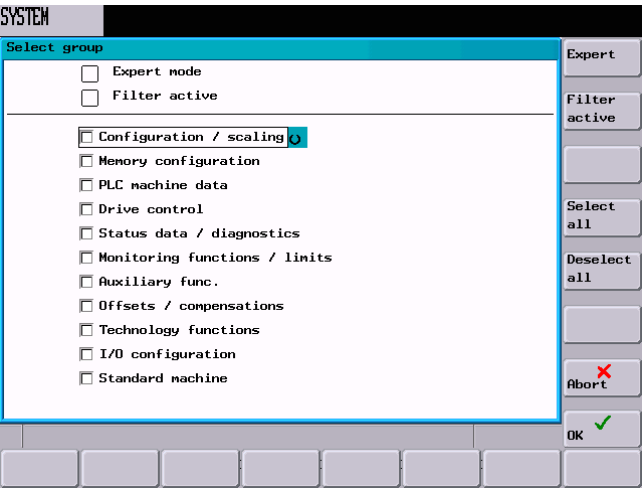 SYSTEM
Select group
Expert mode
Filter active
Configuration / scaling
Memory configuration
PLC machine data
Drive control
Status data / diagnostics
Monitoring functions / limits
Auxiliary func.
Offsets / compensations
Technology functions
I/O configuration
Standard machine
Expert
Filter
active
Select
all
Deselect
all
Abort
OK